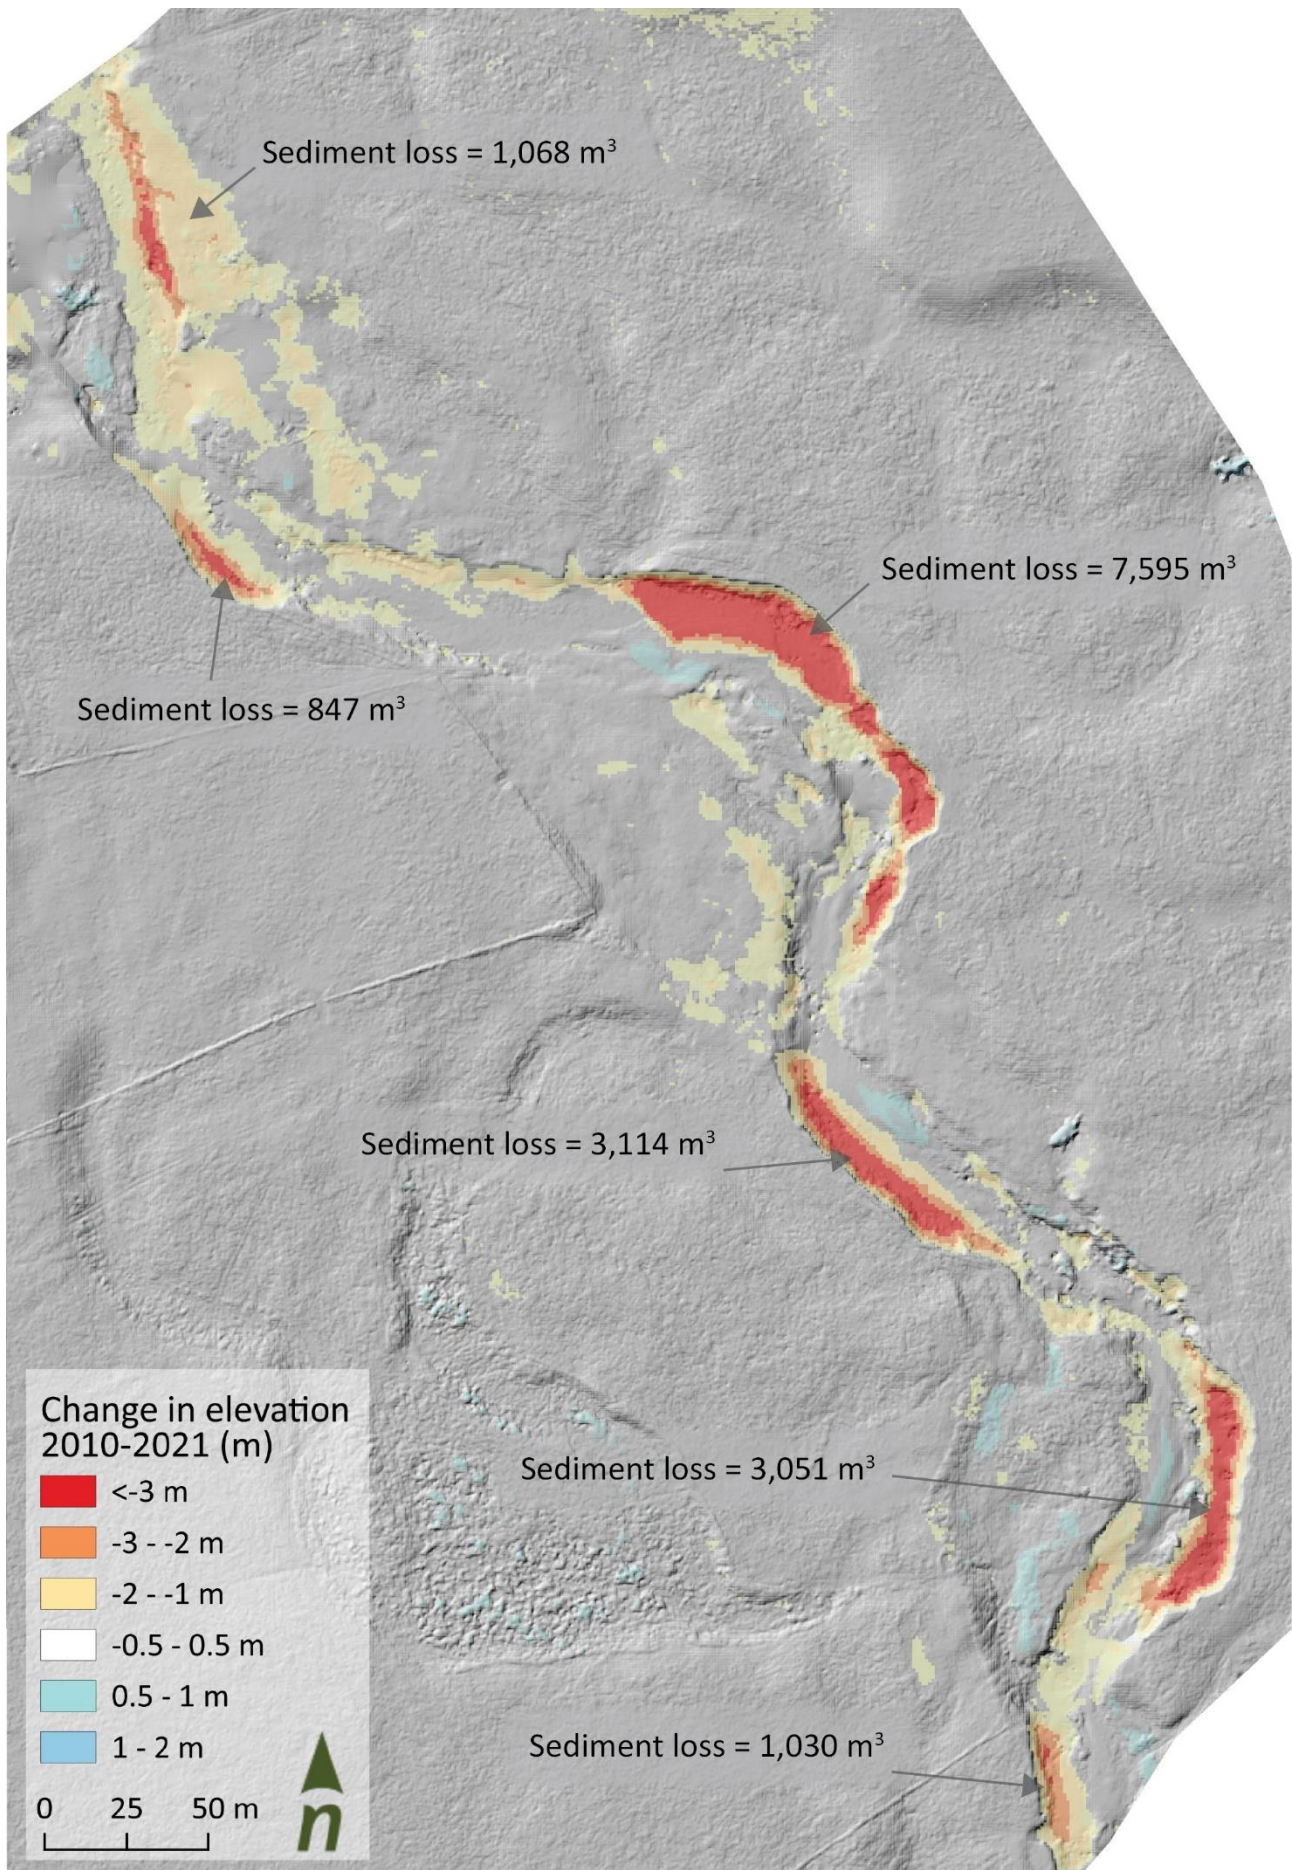 Sediment loss = 1,068 m³
Sediment loss = 7,595 m³
Sediment loss = 847 m³
Sediment loss = 3,114 m³
Sediment loss = 3,051 m³
Sediment loss = 1,030 m³
Change in elevation
2010-2021 (m)
<-3 m
-3 - -2 m
-2 - -1 m
-0.5 - 0.5 m
0.5 - 1 m
1 - 2 m
0 25 50 m
n